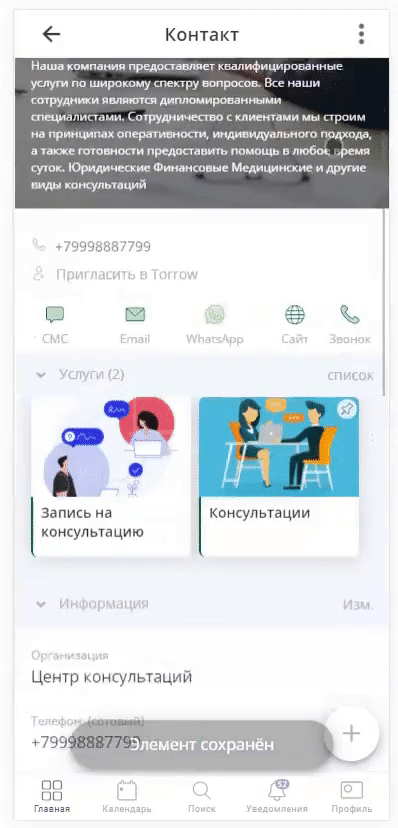 Контакт
Наша компания предоставляет квалифицированные
услуги по широкому спектру вопросов. Все наши
сотрудники являются дипломированными
специалистами. Сотрудничество с клиентами мы строим
на принципах оперативности, индивидуального подхода,
а также готовности предоставить помощь в любое время
суток. Юридические Финансовые Медицинские и другие
виды консультаций
+79998887799
Пригласить в Torrow
СМС Email WhatsApp Сайт Звонок
Услуги (2) список
Запись на
консультацию
Консультации
Информация Изм.
Организация
Центр консультаций
Телефон: (сотовый)
+79998887799
Элемент сохранён
52
Главная Календарь Поиск Уведомления Профиль